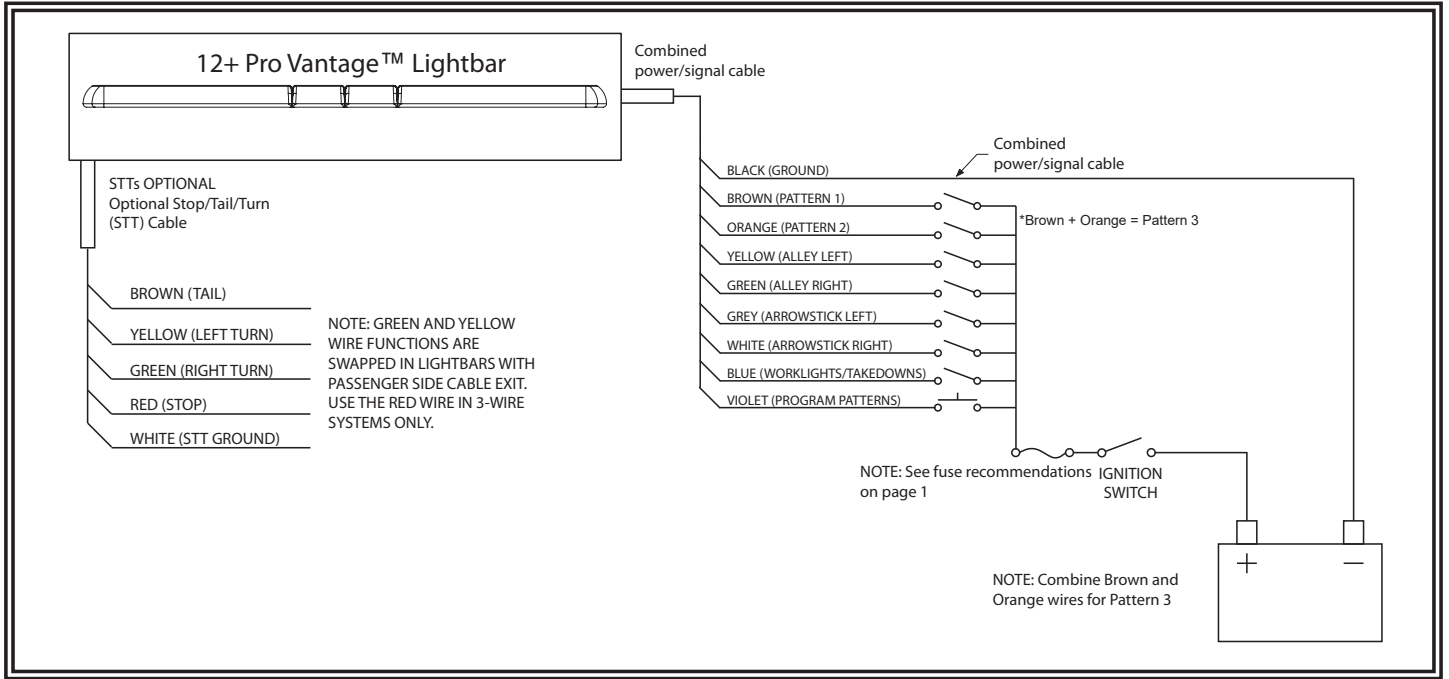 12+ Pro Vantage™ Lightbar
Combined
power/signal cable
STTs OPTIONAL
Optional Stop/Tail/Turn
(STT) Cable
BROWN (TAIL)
YELLOW (LEFT TURN)
GREEN (RIGHT TURN)
RED (STOP)
WHITE (STT GROUND)
NOTE: GREEN AND YELLOW
WIRE FUNCTIONS ARE
SWAPPED IN LIGHTBARS WITH
PASSENGER SIDE CABLE EXIT.
USE THE RED WIRE IN 3-WIRE
SYSTEMS ONLY.
Combined
power/signal cable
BLACK (GROUND)
BROWN (PATTERN 1)
ORANGE (PATTERN 2)
YELLOW (ALLEY LEFT)
GREEN (ALLEY RIGHT)
GREY (ARROWSTICK LEFT)
WHITE (ARROWSTICK RIGHT)
BLUE (WORKLIGHTS/TAKEDOWNS)
VIOLET (PROGRAM PATTERNS)
*Brown + Orange = Pattern 3
NOTE: See fuse recommendations
on page 1
IGNITION
SWITCH
NOTE: Combine Brown and
Orange wires for Pattern 3
+
—